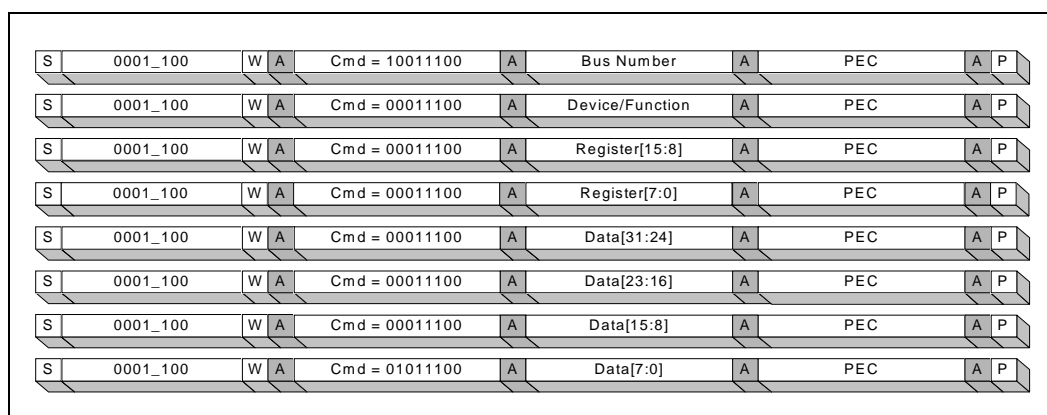 S 0001_100 W A Cmd = 10011100 A Bus Number A PEC A P
S 0001_100 W A Cmd = 00011100 A Device/Function A PEC A P
S 0001_100 W A Cmd = 00011100 A Register[15:8] A PEC A P
S 0001_100 W A Cmd = 00011100 A Register[7:0] A PEC A P
S 0001_100 W A Cmd = 00011100 A Data[31:24] A PEC A P
S 0001_100 W A Cmd = 00011100 A Data[23:16] A PEC A P
S 0001_100 W A Cmd = 00011100 A Data[15:8] A PEC A P
S 0001_100 W A Cmd = 01011100 A Data[7:0] A PEC A P